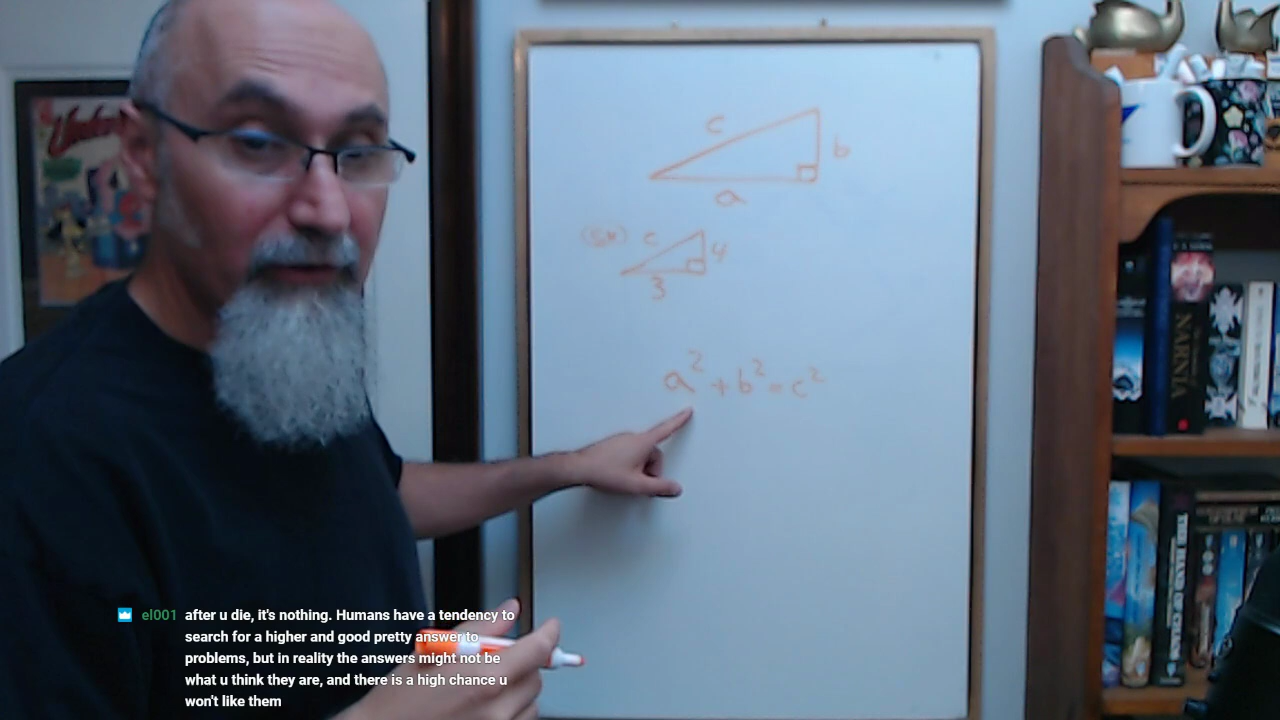 c
b
a
(Ex) c 4
3
a² + b² = c²
NARNIA
el001 after u die, it's nothing. Humans have a tendency to
search for a higher and good pretty answer to
problems, but in reality the answers might not be
what u think they are, and there is a high chance u
won't like them